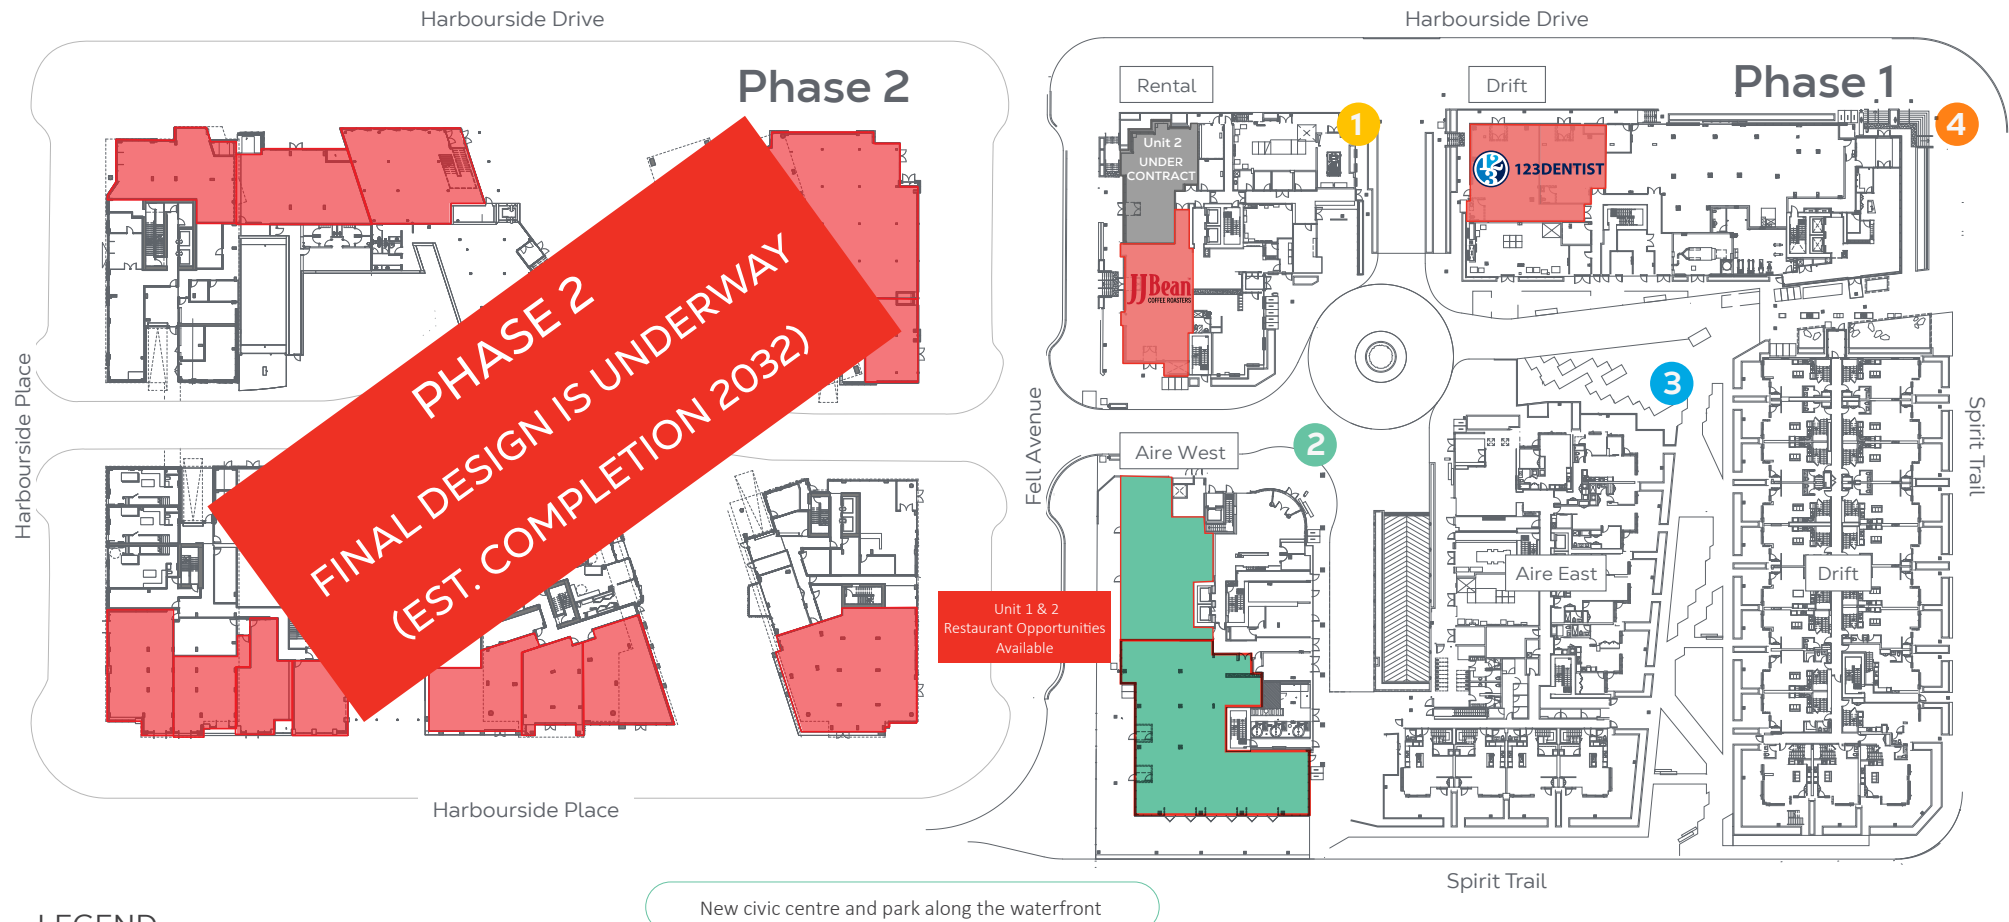 Harbourside Drive
Harbourside Drive
Phase 2
Phase 1
Rental
Drift
1
4
Unit 2
UNDER
CONTRACT
123
123DENTIST
JJBean
COFFEE ROASTERS
PHASE 2
FINAL DESIGN IS UNDERWAY
(EST. COMPLETION 2032)
Harbourside Place
Fell Avenue
3
Spirit Trail
Aire West
2
Aire East
Drift
Unit 1 & 2
Restaurant Opportunities
Available
Harbourside Place
Spirit Trail
New civic centre and park along the waterfront
LEGEND